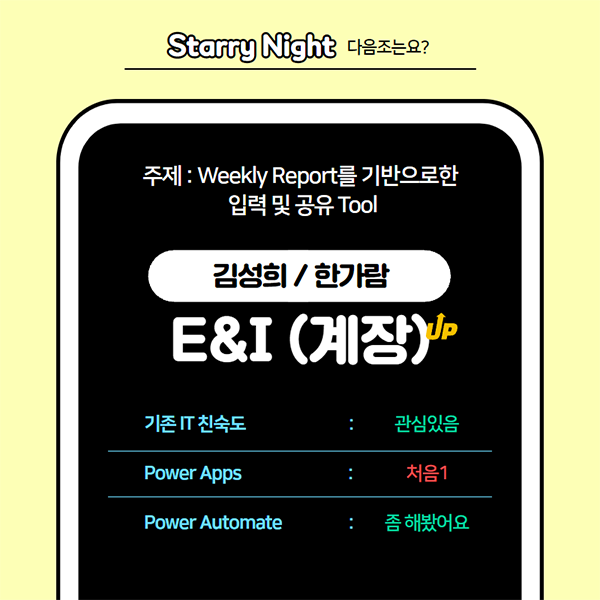 Starry Night 다음조는요?
주제 : Weekly Report를 기반으로한
입력 및 공유 Tool
김성희 / 한가람
E&I (계장) UP
기존 IT 친숙도 : 관심있음
Power Apps : 처음1
Power Automate : 좀 해봤어요